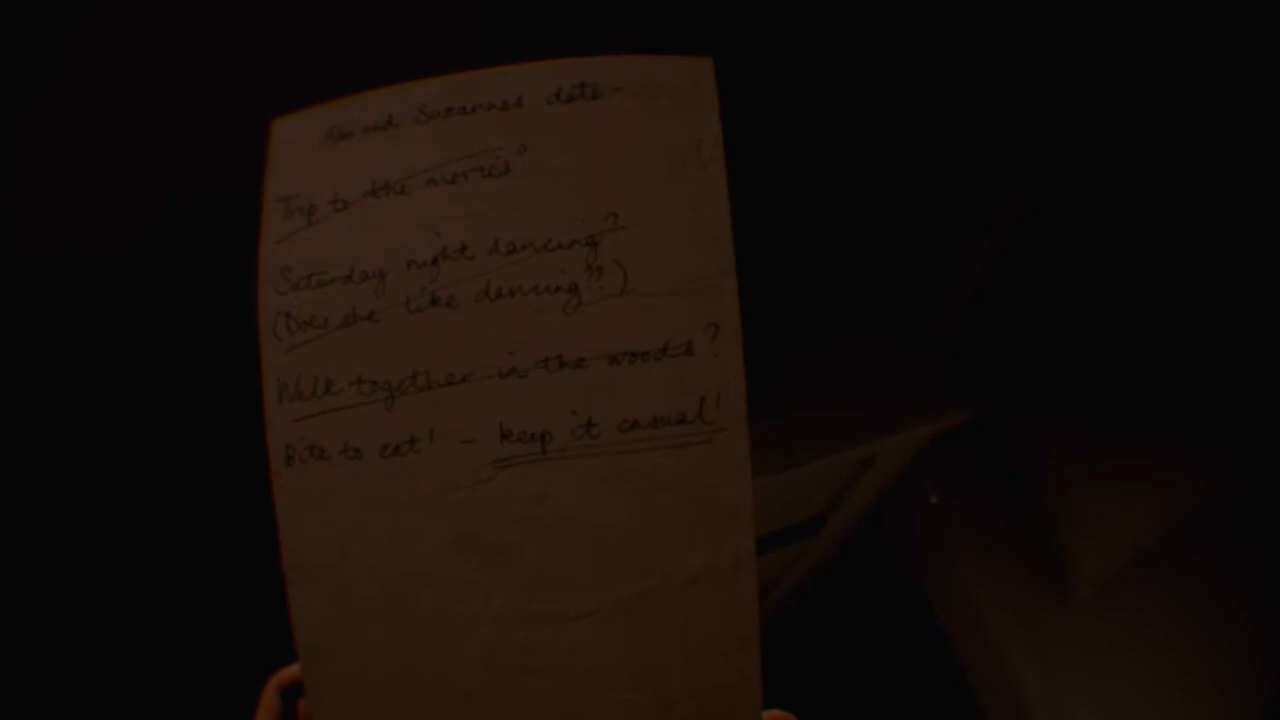 and Suzannes date -
Trip to the movies?
Saturday night dancing?
(Does she like dancing??)
Walk together in the woods?
Bite to eat! - keep it casual!